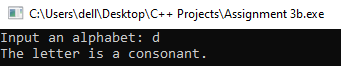 C:\Users\dell\Desktop\C++ Projects\Assignment 3b.exe
Input an alphabet: d
The letter is a consonant.